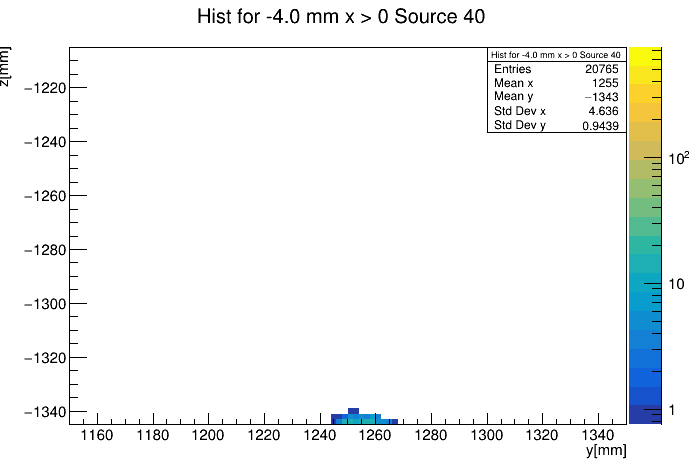 Hist for -4.0 mm x > 0 Source 40
z[mm]
Hist for -4.0 mm x > 0 Source 40
Entries 20765
Mean x 1255
Mean y −1343
Std Dev x 4.636
Std Dev y 0.9439
−1220
−1240
−1260
−1280
−1300
−1320
−1340
10²
10
1
1160 1180 1200 1220 1240 1260 1280 1300 1320 1340
y[mm]